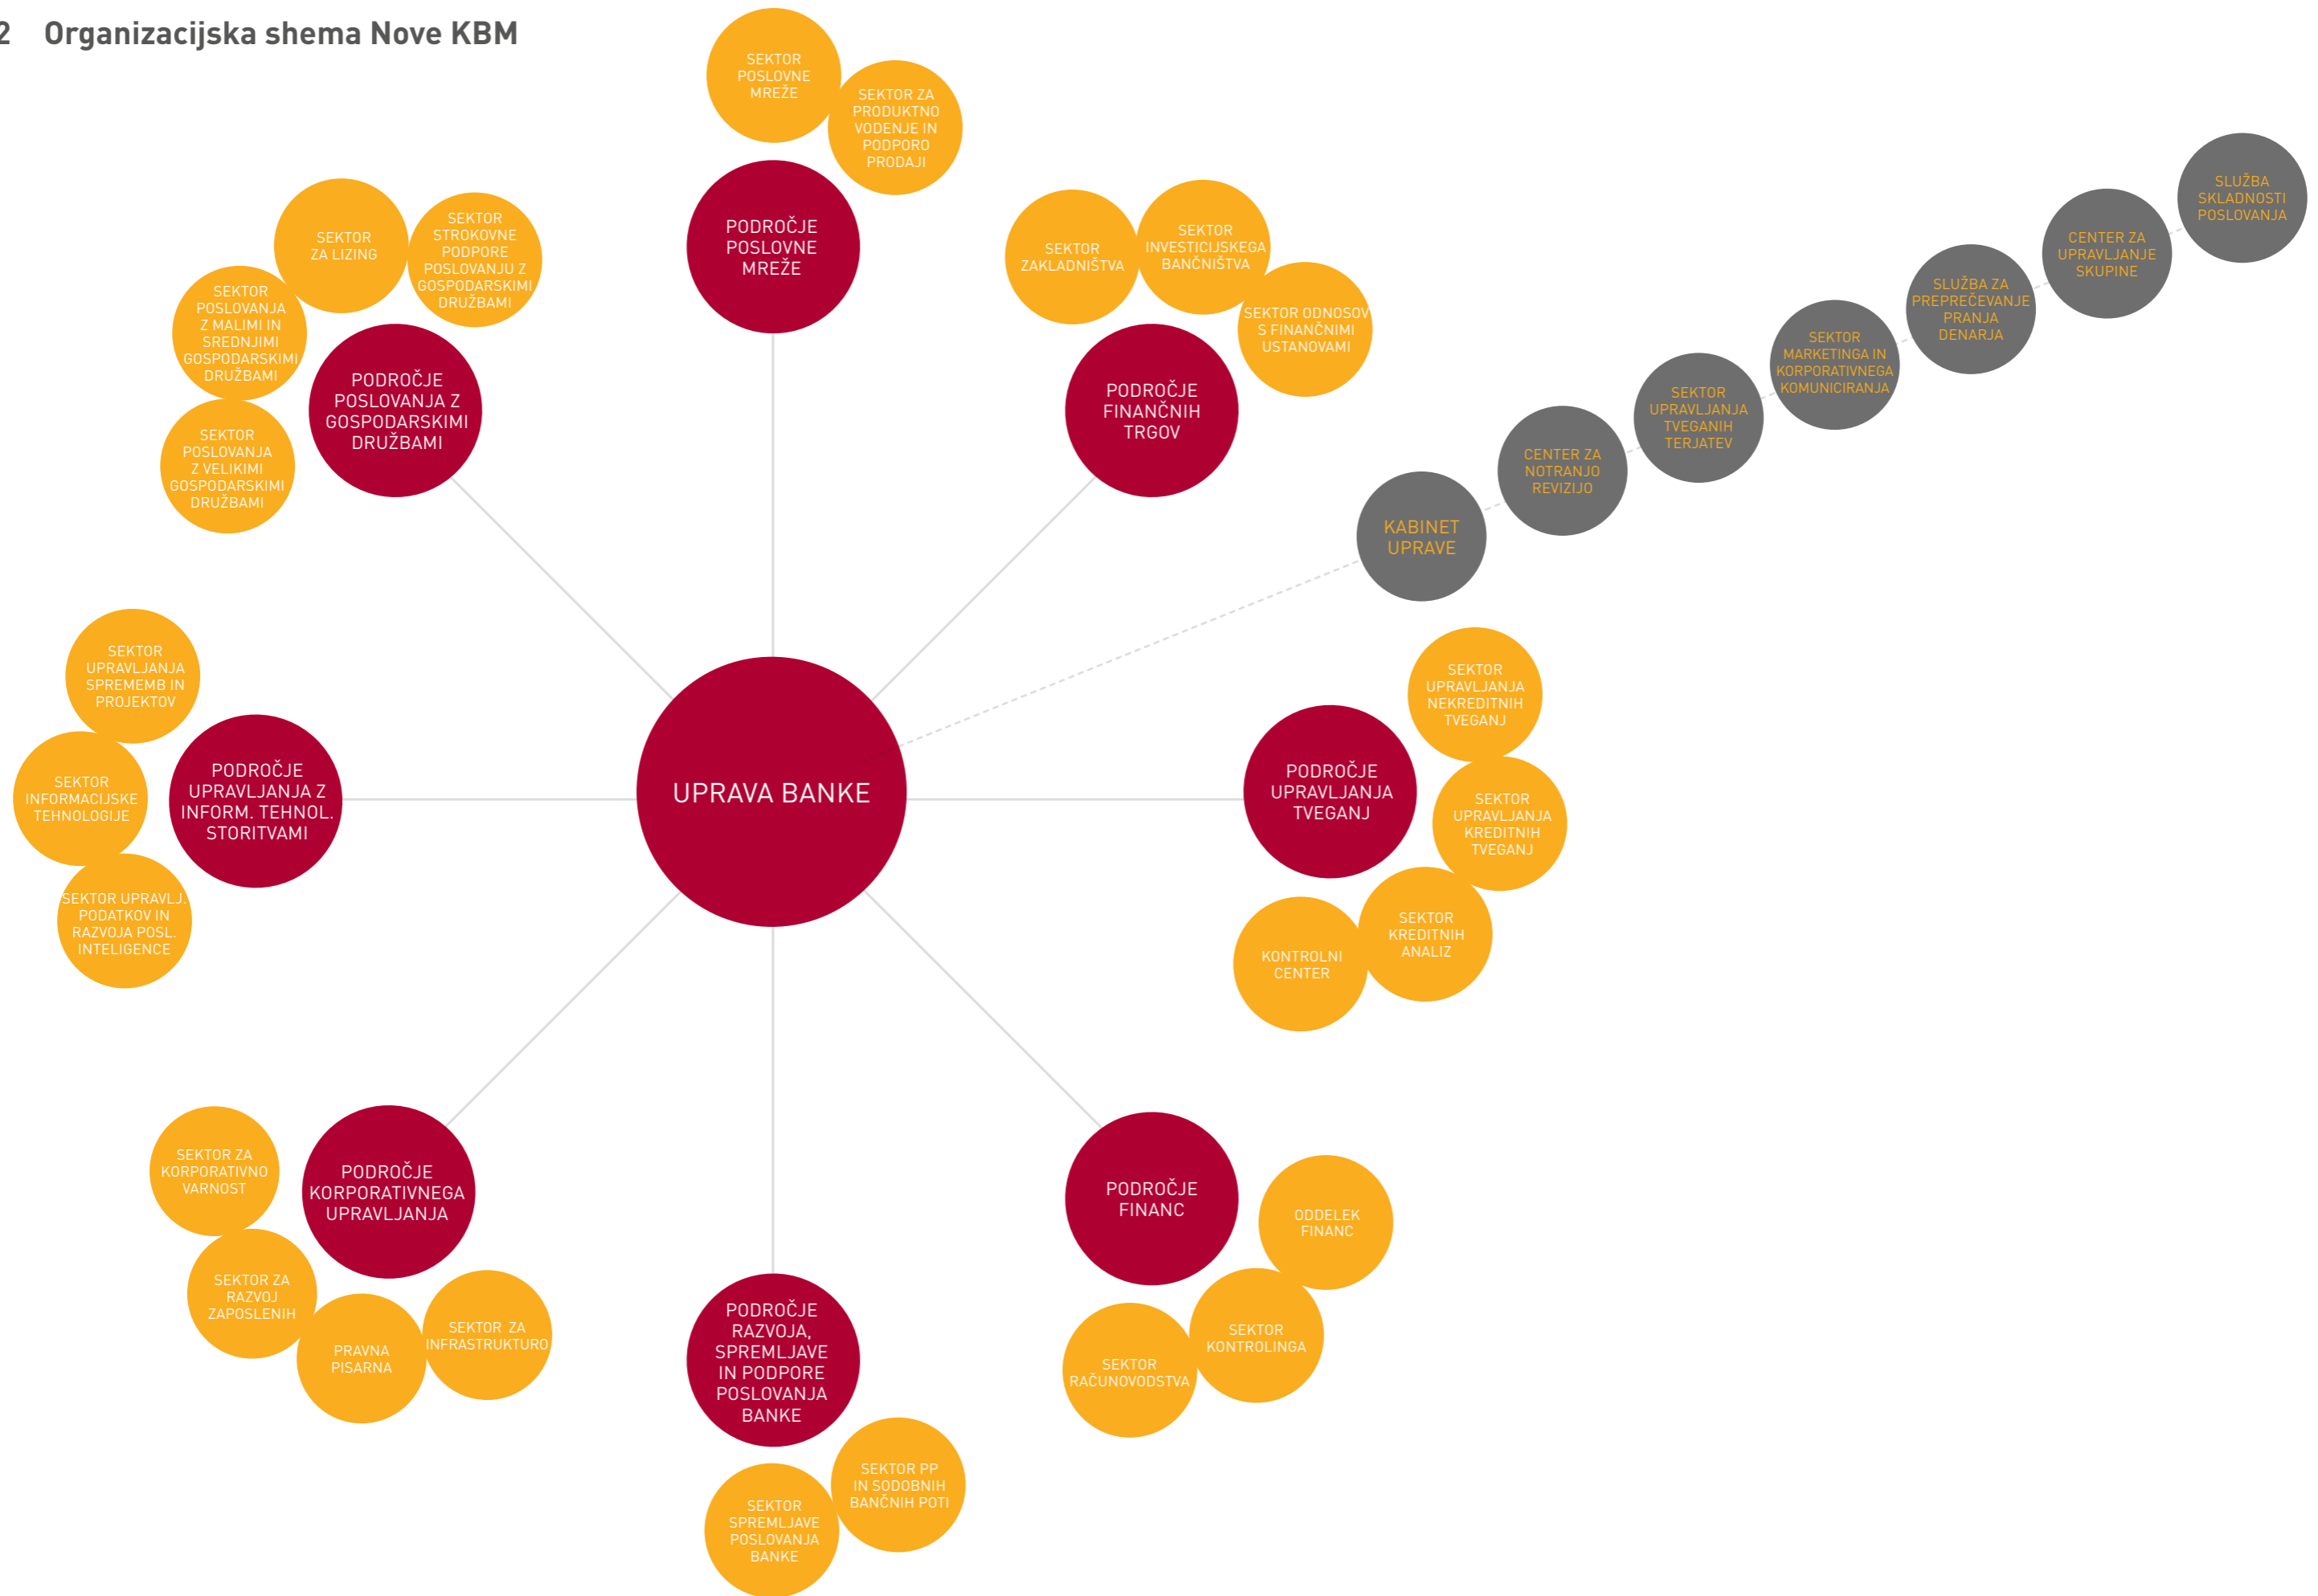 2 Organizacijska shema Nove KBM
SEKTOR
POSLOVNE
MREŽE
SEKTOR ZA
PRODUKTNO
VODENJE IN
PODPORO
PRODAJI
PODROČJE
POSLOVNE
MREŽE
SEKTOR
ZA LIZING
SEKTOR
STROKOVNE
PODPORE
POSLOVANJU Z
GOSPODARSKIMI
DRUŽBAMI
SEKTOR
POSLOVANJA
Z MALIMI IN
SREDNJIMI
GOSPODARSKIMI
DRUŽBAMI
SEKTOR
POSLOVANJA
Z VELIKIMI
GOSPODARSKIMI
DRUŽBAMI
PODROČJE
POSLOVANJA Z
GOSPODARSKIMI
DRUŽBAMI
SEKTOR
ZAKLADNIŠTVA
SEKTOR
INVESTICIJSKEGA
BANČNIŠTVA
SEKTOR ODNOSOV
S FINANČNIMI
USTANOVAMI
PODROČJE
FINANČNIH
TRGOV
SLUŽBA
SKLADNOSTI
POSLOVANJA
CENTER ZA
UPRAVLJANJE
SKUPINE
SLUŽBA ZA
PREPREČEVANJE
PRANJA
DENARJA
SEKTOR
MARKETINGA IN
KORPORATIVNEGA
KOMUNICIRANJA
SEKTOR
UPRAVLJANJA
TVEGANIH
TERJATEV
CENTER ZA
NOTRANJO
REVIZIJO
KABINET
UPRAVE
SEKTOR
UPRAVLJANJA
SPREMEMB IN
PROJEKTOV
SEKTOR
INFORMACIJSKE
TEHNOLOGIJE
SEKTOR UPRAVLJ.
PODATKOV IN
RAZVOJA POSL.
INTELIGENCE
PODROČJE
UPRAVLJANJA Z
INFORM. TEHNOL.
STORITVAMI
UPRAVA BANKE
PODROČJE
UPRAVLJANJA
TVEGANJ
SEKTOR
UPRAVLJANJA
NEKREDITNIH
TVEGANJ
SEKTOR
UPRAVLJANJA
KREDITNIH
TVEGANJ
SEKTOR
KREDITNIH
ANALIZ
KONTROLNI
CENTER
SEKTOR ZA
KORPORATIVNO
VARNOST
PODROČJE
KORPORATIVNEGA
UPRAVLJANJA
SEKTOR ZA
RAZVOJ
ZAPOSLENIH
PRAVNA
PISARNA
SEKTOR ZA
INFRASTRUKTURO
PODROČJE
RAZVOJA,
SPREMLJAVE
IN PODPORE
POSLOVANJA
BANKE
SEKTOR PP
IN SODOBNIH
BANČNIH POTI
SEKTOR
SPREMLJAVE
POSLOVANJA
BANKE
PODROČJE
FINANC
ODDELEK
FINANC
SEKTOR
KONTROLINGA
SEKTOR
RAČUNOVODSTVA